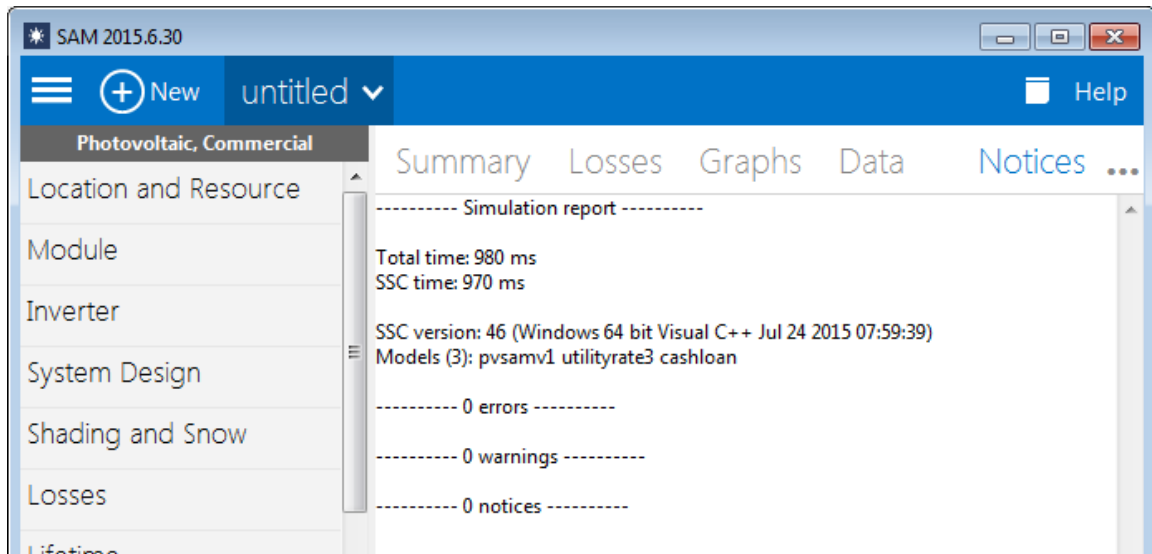 SAM 2015.6.30
New
untitled
Help
Photovoltaic, Commercial
Location and Resource
Module
Inverter
System Design
Shading and Snow
Losses
Lifetime
Summary Losses Graphs Data Notices ...
---------- Simulation report ----------
Total time: 980 ms
SSC time: 970 ms
SSC version: 46 (Windows 64 bit Visual C++ Jul 24 2015 07:59:39)
Models (3): pvsamv1 utilityrate3 cashloan
---------- 0 errors ----------
---------- 0 warnings ----------
---------- 0 notices ----------